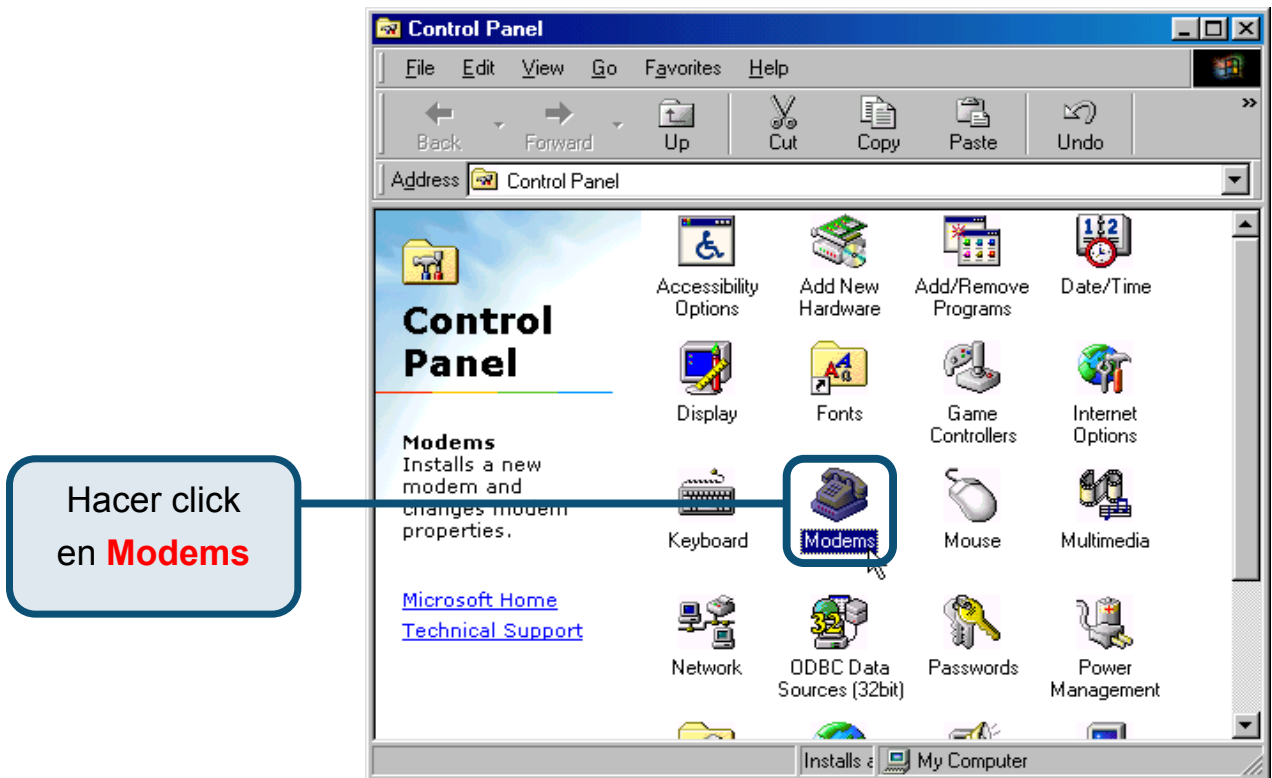 Control Panel
File Edit View Go Favorites Help
Back Forward Up Cut Copy Paste Undo »
Address Control Panel
Control
Panel
Modems
Installs a new
modem and
changes modem
properties.
Microsoft Home
Technical Support
Accessibility
Options
Add New
Hardware
Add/Remove
Programs
Date/Time
Display
Fonts
Game
Controllers
Internet
Options
Keyboard
Modems
Mouse
Multimedia
Network
ODBC Data
Sources (32bit)
Passwords
Power
Management
Hacer click
en Modems
Installs a My Computer